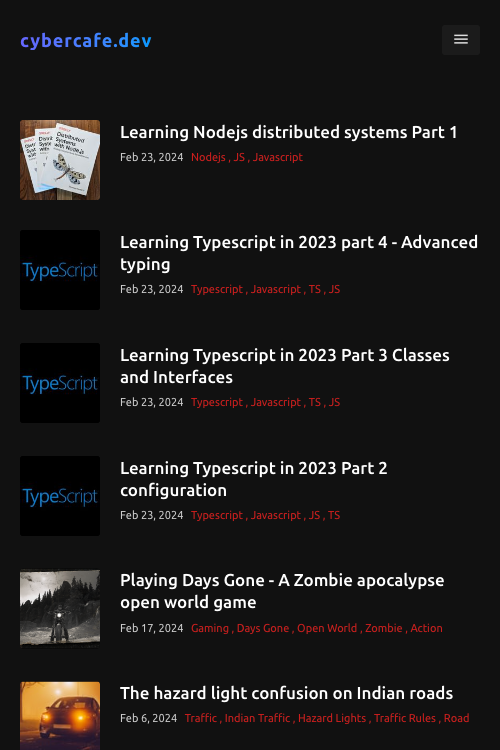 cybercafe.dev
Learning Nodejs distributed systems Part 1
Feb 23, 2024 Nodejs , JS , Javascript
Distributed
Systems
with Node.js
TypeScript
Learning Typescript in 2023 part 4 - Advanced
typing
Feb 23, 2024 Typescript , Javascript , TS , JS
TypeScript
Learning Typescript in 2023 Part 3 Classes
and Interfaces
Feb 23, 2024 Typescript , Javascript , TS , JS
TypeScript
Learning Typescript in 2023 Part 2
configuration
Feb 23, 2024 Typescript , Javascript , JS , TS
Playing Days Gone - A Zombie apocalypse
open world game
Feb 17, 2024 Gaming , Days Gone , Open World , Zombie , Action
The hazard light confusion on Indian roads
Feb 6, 2024 Traffic , Indian Traffic , Hazard Lights , Traffic Rules , Road